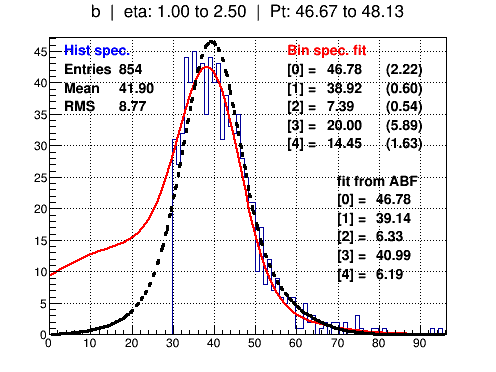 b | eta: 1.00 to 2.50 | Pt: 46.67 to 48.13
Hist spec.
Entries 854
Mean 41.90
RMS 8.77
Bin spec. fit
[0] = 46.78 (2.22)
[1] = 38.92 (0.60)
[2] = 7.39 (0.54)
[3] = 20.00 (5.89)
[4] = 14.45 (1.63)
fit from ABF
[0] = 46.78
[1] = 39.14
[2] = 6.33
[3] = 40.99
[4] = 6.19
45
40
35
30
25
20
15
10
5
0
0 10 20 30 40 50 60 70 80 90